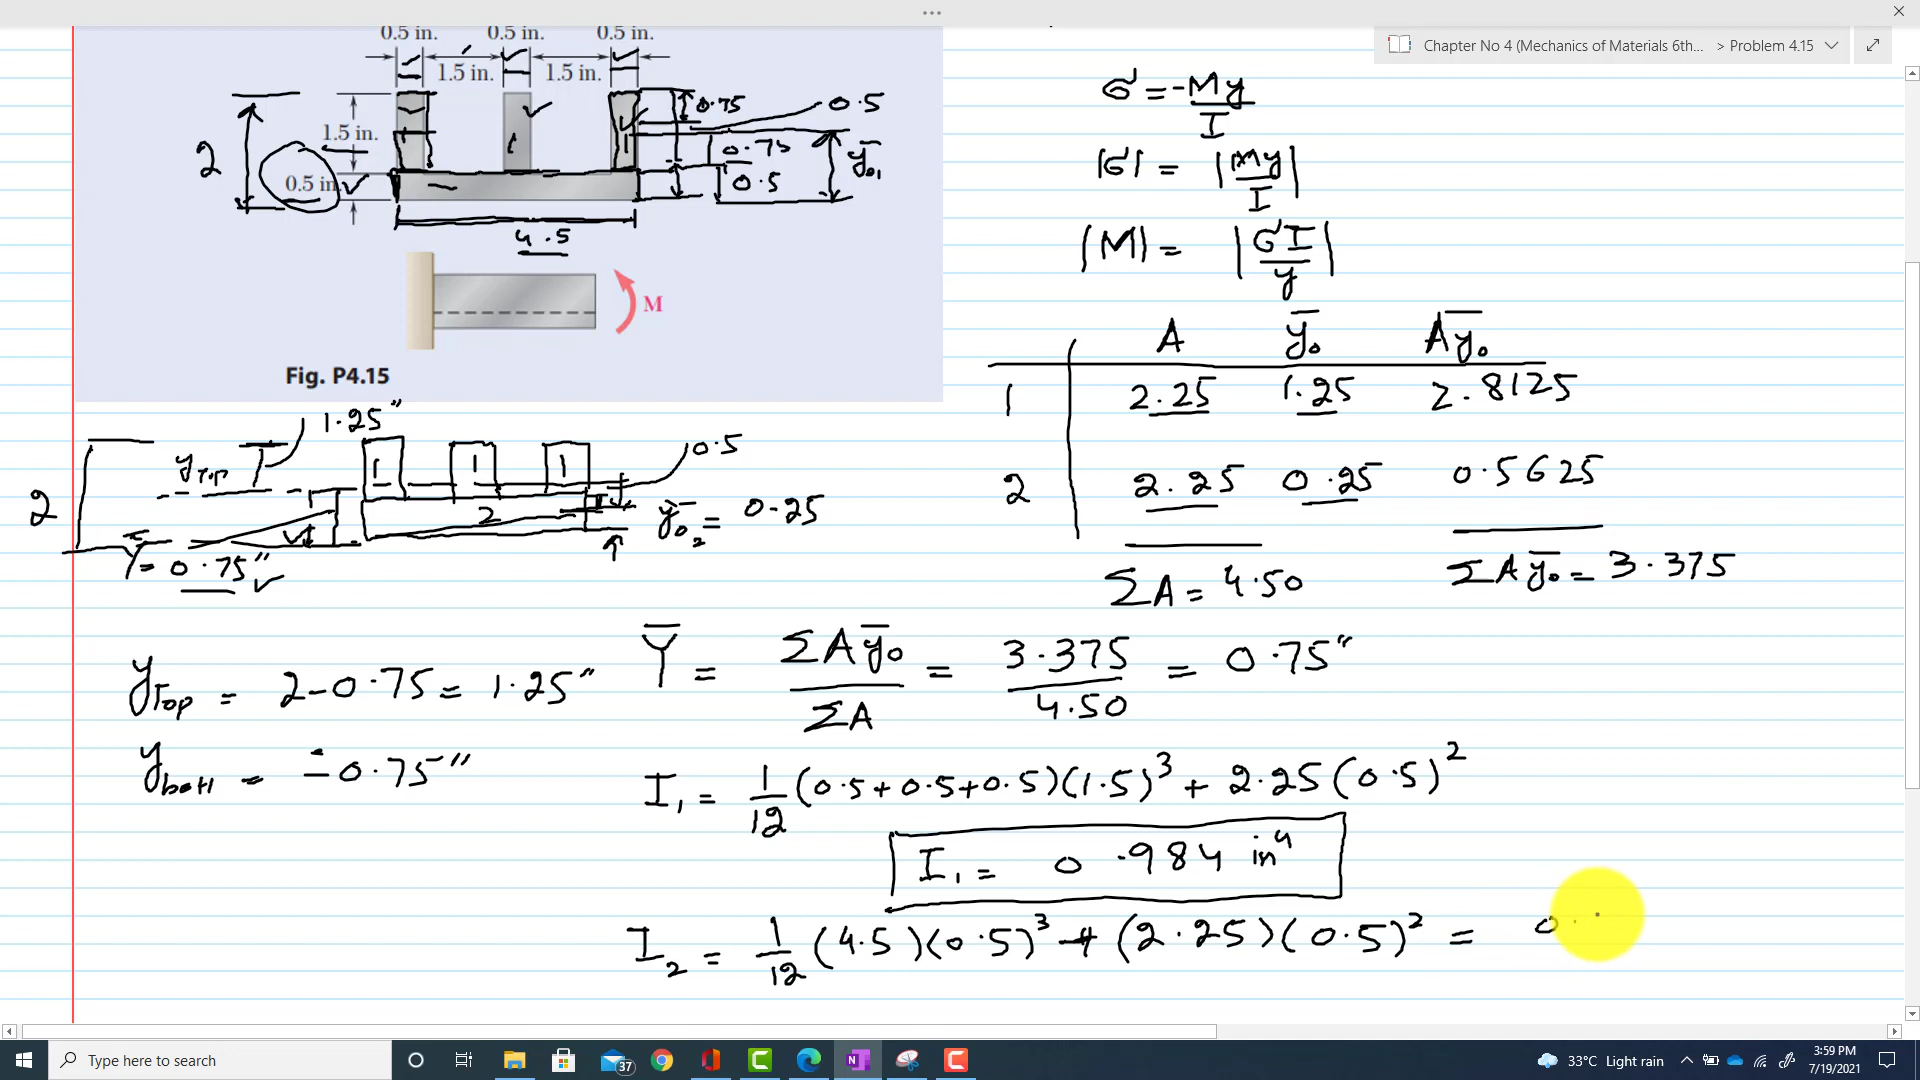 Chapter No 4 (Mechanics of Materials 6th... > Problem 4.15
0.5 in. 0.5 in. 0.5 in.
1.5 in. 1.5 in.
0.75 0.5
2 1.5 in. 1 1 1 0.75 ȳ₀₁
0.5 in 0.5
4.5
M
Fig. P4.15
σ = -My/I
|σ| = |My/I|
|M| = |σI/y|
A ȳ₀ Aȳ₀
1 2.25 1.25 2.8125
2 2.25 0.25 0.5625
ΣA = 4.50 ΣAȳ₀ = 3.375
1.25"
2 yTop 1 1 1 0.5
2 ȳ₀₂ = 0.25
Ȳ = 0.75"
yTop = 2-0.75 = 1.25"
Ȳ = ΣAȳ₀/ΣA = 3.375/4.50 = 0.75"
I₁ = 1/12 (0.5+0.5+0.5)(1.5)³ + 2.25(0.5)²
I₁ = 0.984 in⁴
I₂ = 1/12 (4.5)(0.5)³ + (2.25)(0.5)² = 0.
Type here to search
37
33°C Light rain
3:59 PM
7/19/2021